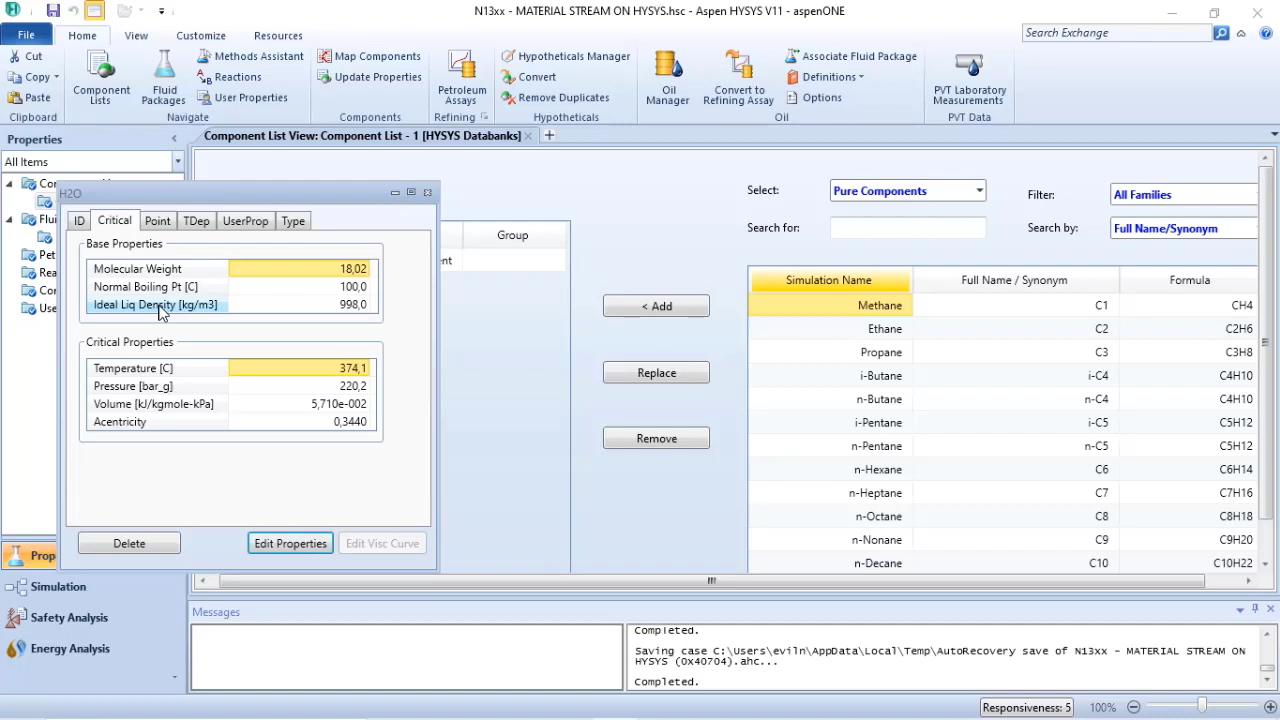 N13xx - MATERIAL STREAM ON HYSYS.hsc - Aspen HYSYS V11 - aspenONE
File Home View Customize Resources Search Exchange
Cut
Copy
Paste
Clipboard
Component Lists
Fluid Packages
Methods Assistant
Reactions
User Properties
Navigate
Map Components
Update Properties
Components
Petroleum Assays
Refining
Hypotheticals Manager
Convert
Remove Duplicates
Hypotheticals
Oil Manager
Convert to Refining Assay
Associate Fluid Package
Definitions
Options
Oil
PVT Laboratory Measurements
PVT Data
Properties
All Items
Component List View: Component List - 1 [HYSYS Databanks]
H2O
ID Critical Point TDep UserProp Type
Base Properties
Molecular Weight 18,02
Normal Boiling Pt [C] 100,0
Ideal Liq Density [kg/m3] 998,0
Critical Properties
Temperature [C] 374,1
Pressure [bar_g] 220,2
Volume [kJ/kgmole-kPa] 5,710e-002
Acentricity 0,3440
Delete Edit Properties Edit Visc Curve
Group
< Add
Replace
Remove
Select: Pure Components Filter: All Families
Search for: Search by: Full Name/Synonym
Simulation Name Full Name / Synonym Formula
Methane C1 CH4
Ethane C2 C2H6
Propane C3 C3H8
i-Butane i-C4 C4H10
n-Butane n-C4 C4H10
i-Pentane i-C5 C5H12
n-Pentane n-C5 C5H12
n-Hexane C6 C6H14
n-Heptane C7 C7H16
n-Octane C8 C8H18
n-Nonane C9 C9H20
n-Decane C10 C10H22
Simulation
Safety Analysis
Energy Analysis
Messages
Completed.
Saving case C:\Users\eviln\AppData\Local\Temp\AutoRecovery save of N13xx - MATERIAL STREAM ON
HYSYS (0x40704).ahc...
Completed.
Responsiveness: 5 100%